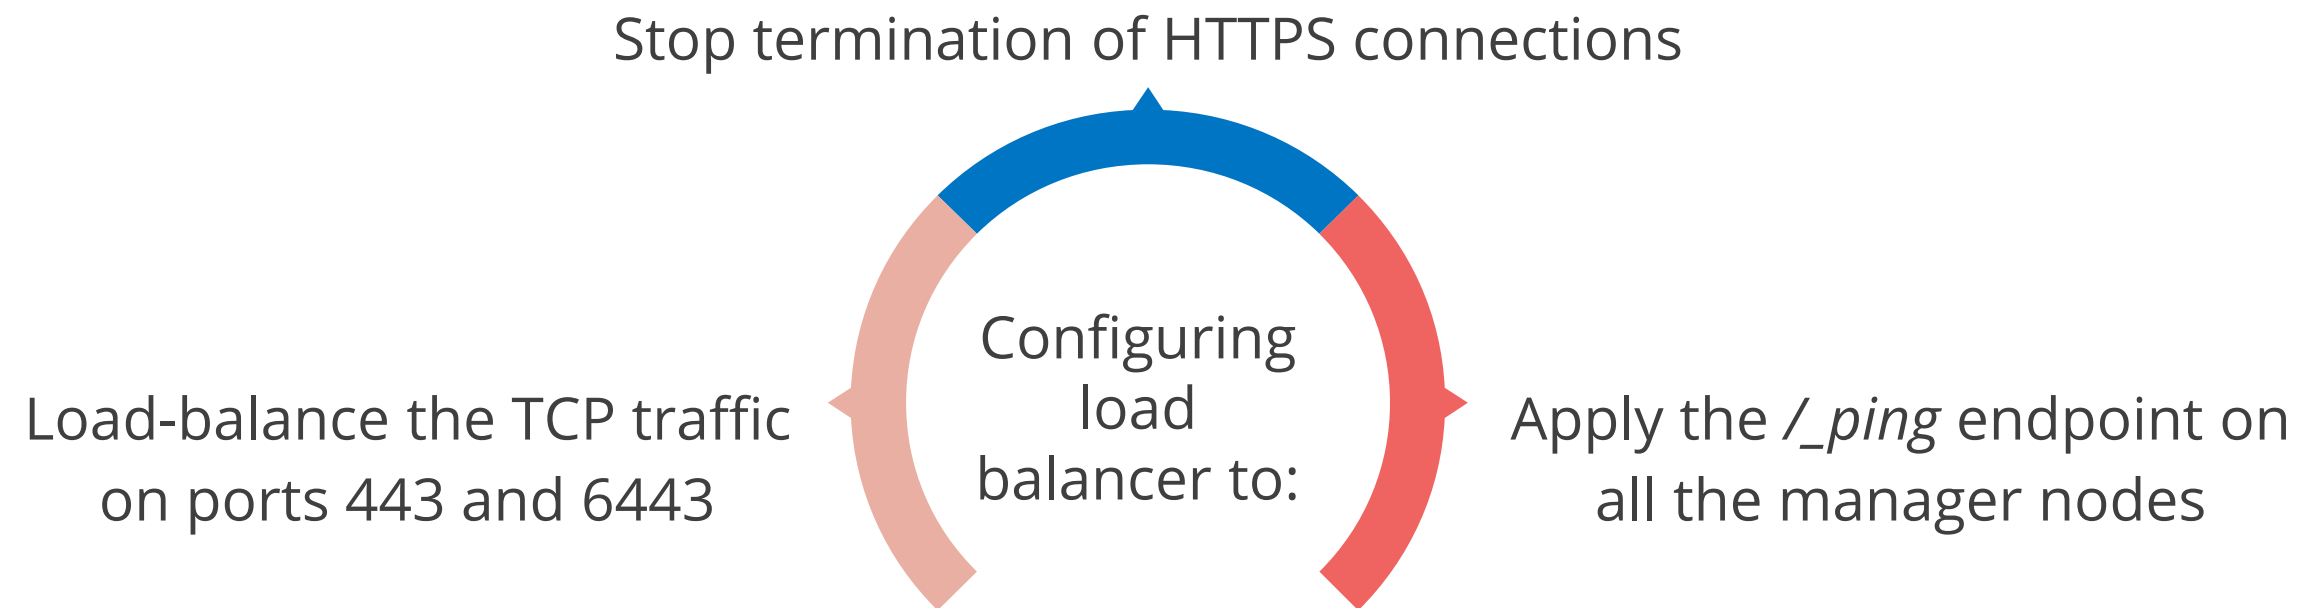 Stop termination of HTTPS connections
Configuring
load
balancer to:
Load-balance the TCP traffic
on ports 443 and 6443
Apply the /_ping endpoint on
all the manager nodes